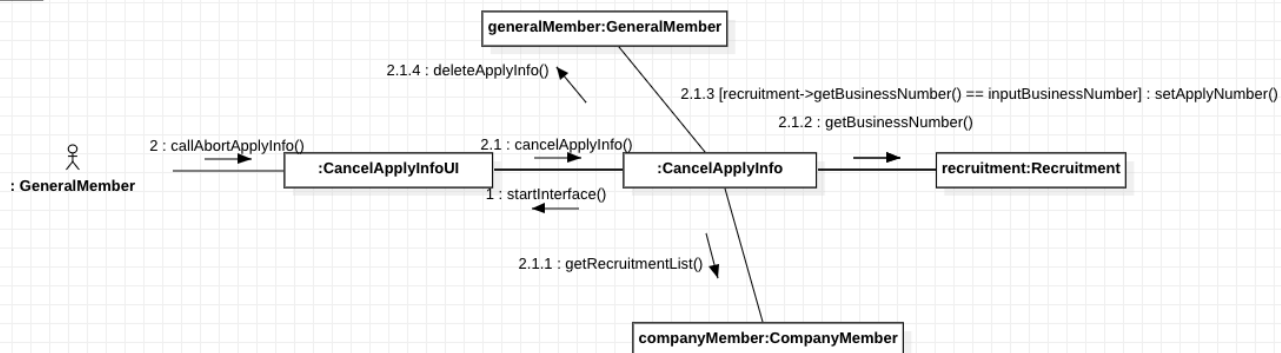 generalMember:GeneralMember
2.1.4 : deleteApplyInfo()
2.1.3 [recruitment->getBusinessNumber() == inputBusinessNumber] : setApplyNumber()
2.1.2 : getBusinessNumber()
2 : callAbortApplyInfo()
2.1 : cancelApplyInfo()
: GeneralMember
:CancelApplyInfoUI
:CancelApplyInfo
recruitment:Recruitment
1 : startInterface()
2.1.1 : getRecruitmentList()
companyMember:CompanyMember